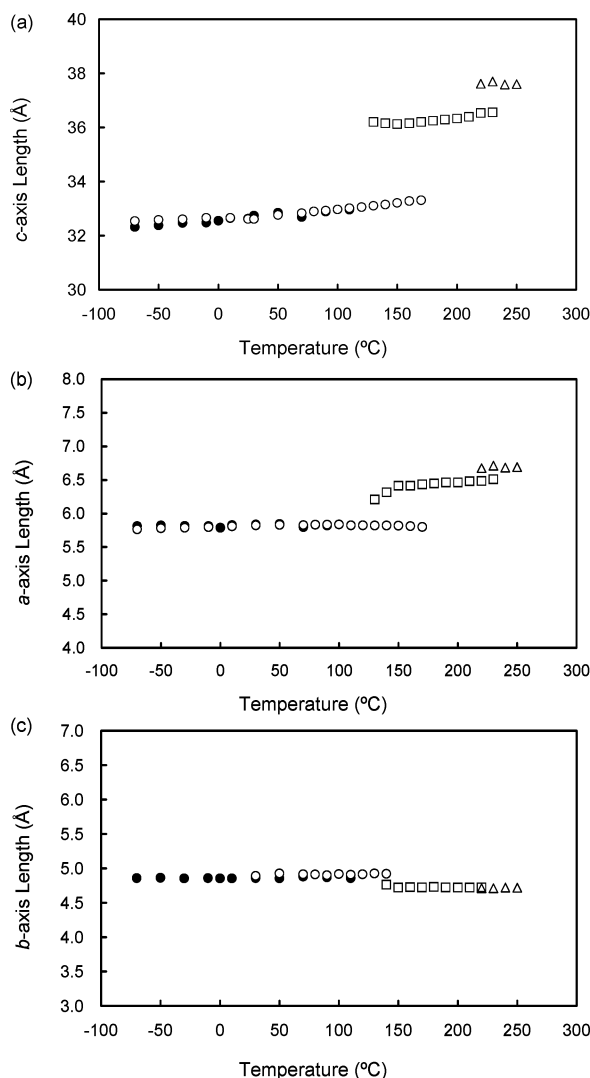 (a)
40
38
36
34
32
30
c-axis Length (Å)
-100 -50 0 50 100 150 200 250 300
Temperature (ºC)
(b)
8.0
7.5
7.0
6.5
6.0
5.5
5.0
4.5
4.0
a-axis Length (Å)
-100 -50 0 50 100 150 200 250 300
Temperature (ºC)
(c)
7.0
6.5
6.0
5.5
5.0
4.5
4.0
3.5
3.0
b-axis Length (Å)
-100 -50 0 50 100 150 200 250 300
Temperature (ºC)